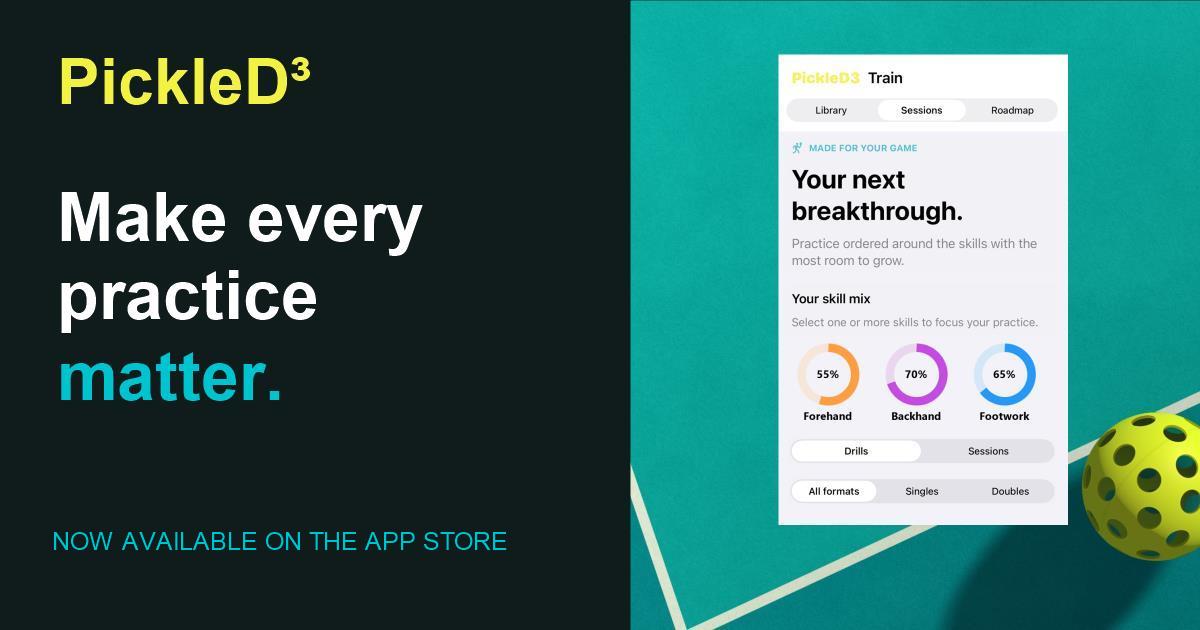 PickleD³
Make every
practice
matter.
NOW AVAILABLE ON THE APP STORE
PickleD3 Train
Library Sessions Roadmap
MADE FOR YOUR GAME
Your next
breakthrough.
Practice ordered around the skills with the
most room to grow.
Your skill mix
Select one or more skills to focus your practice.
55% 70% 65%
Forehand Backhand Footwork
Drills Sessions
All formats Singles Doubles